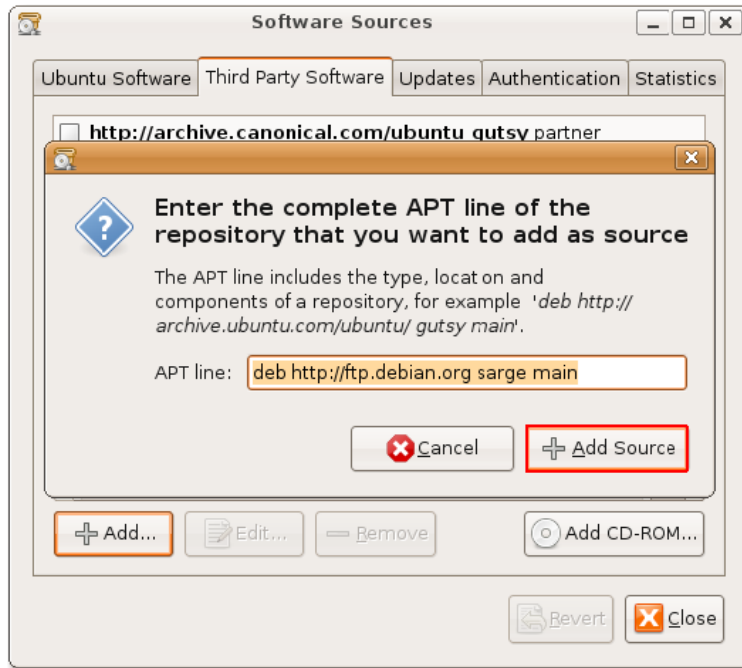 Software Sources
Ubuntu Software Third Party Software Updates Authentication Statistics
http://archive.canonical.com/ubuntu gutsy partner
Enter the complete APT line of the
repository that you want to add as source
The APT line includes the type, location and
components of a repository, for example 'deb http://
archive.ubuntu.com/ubuntu/ gutsy main'.
APT line: deb http://ftp.debian.org sarge main
Cancel Add Source
Add... Edit... Remove Add CD-ROM...
Revert Close